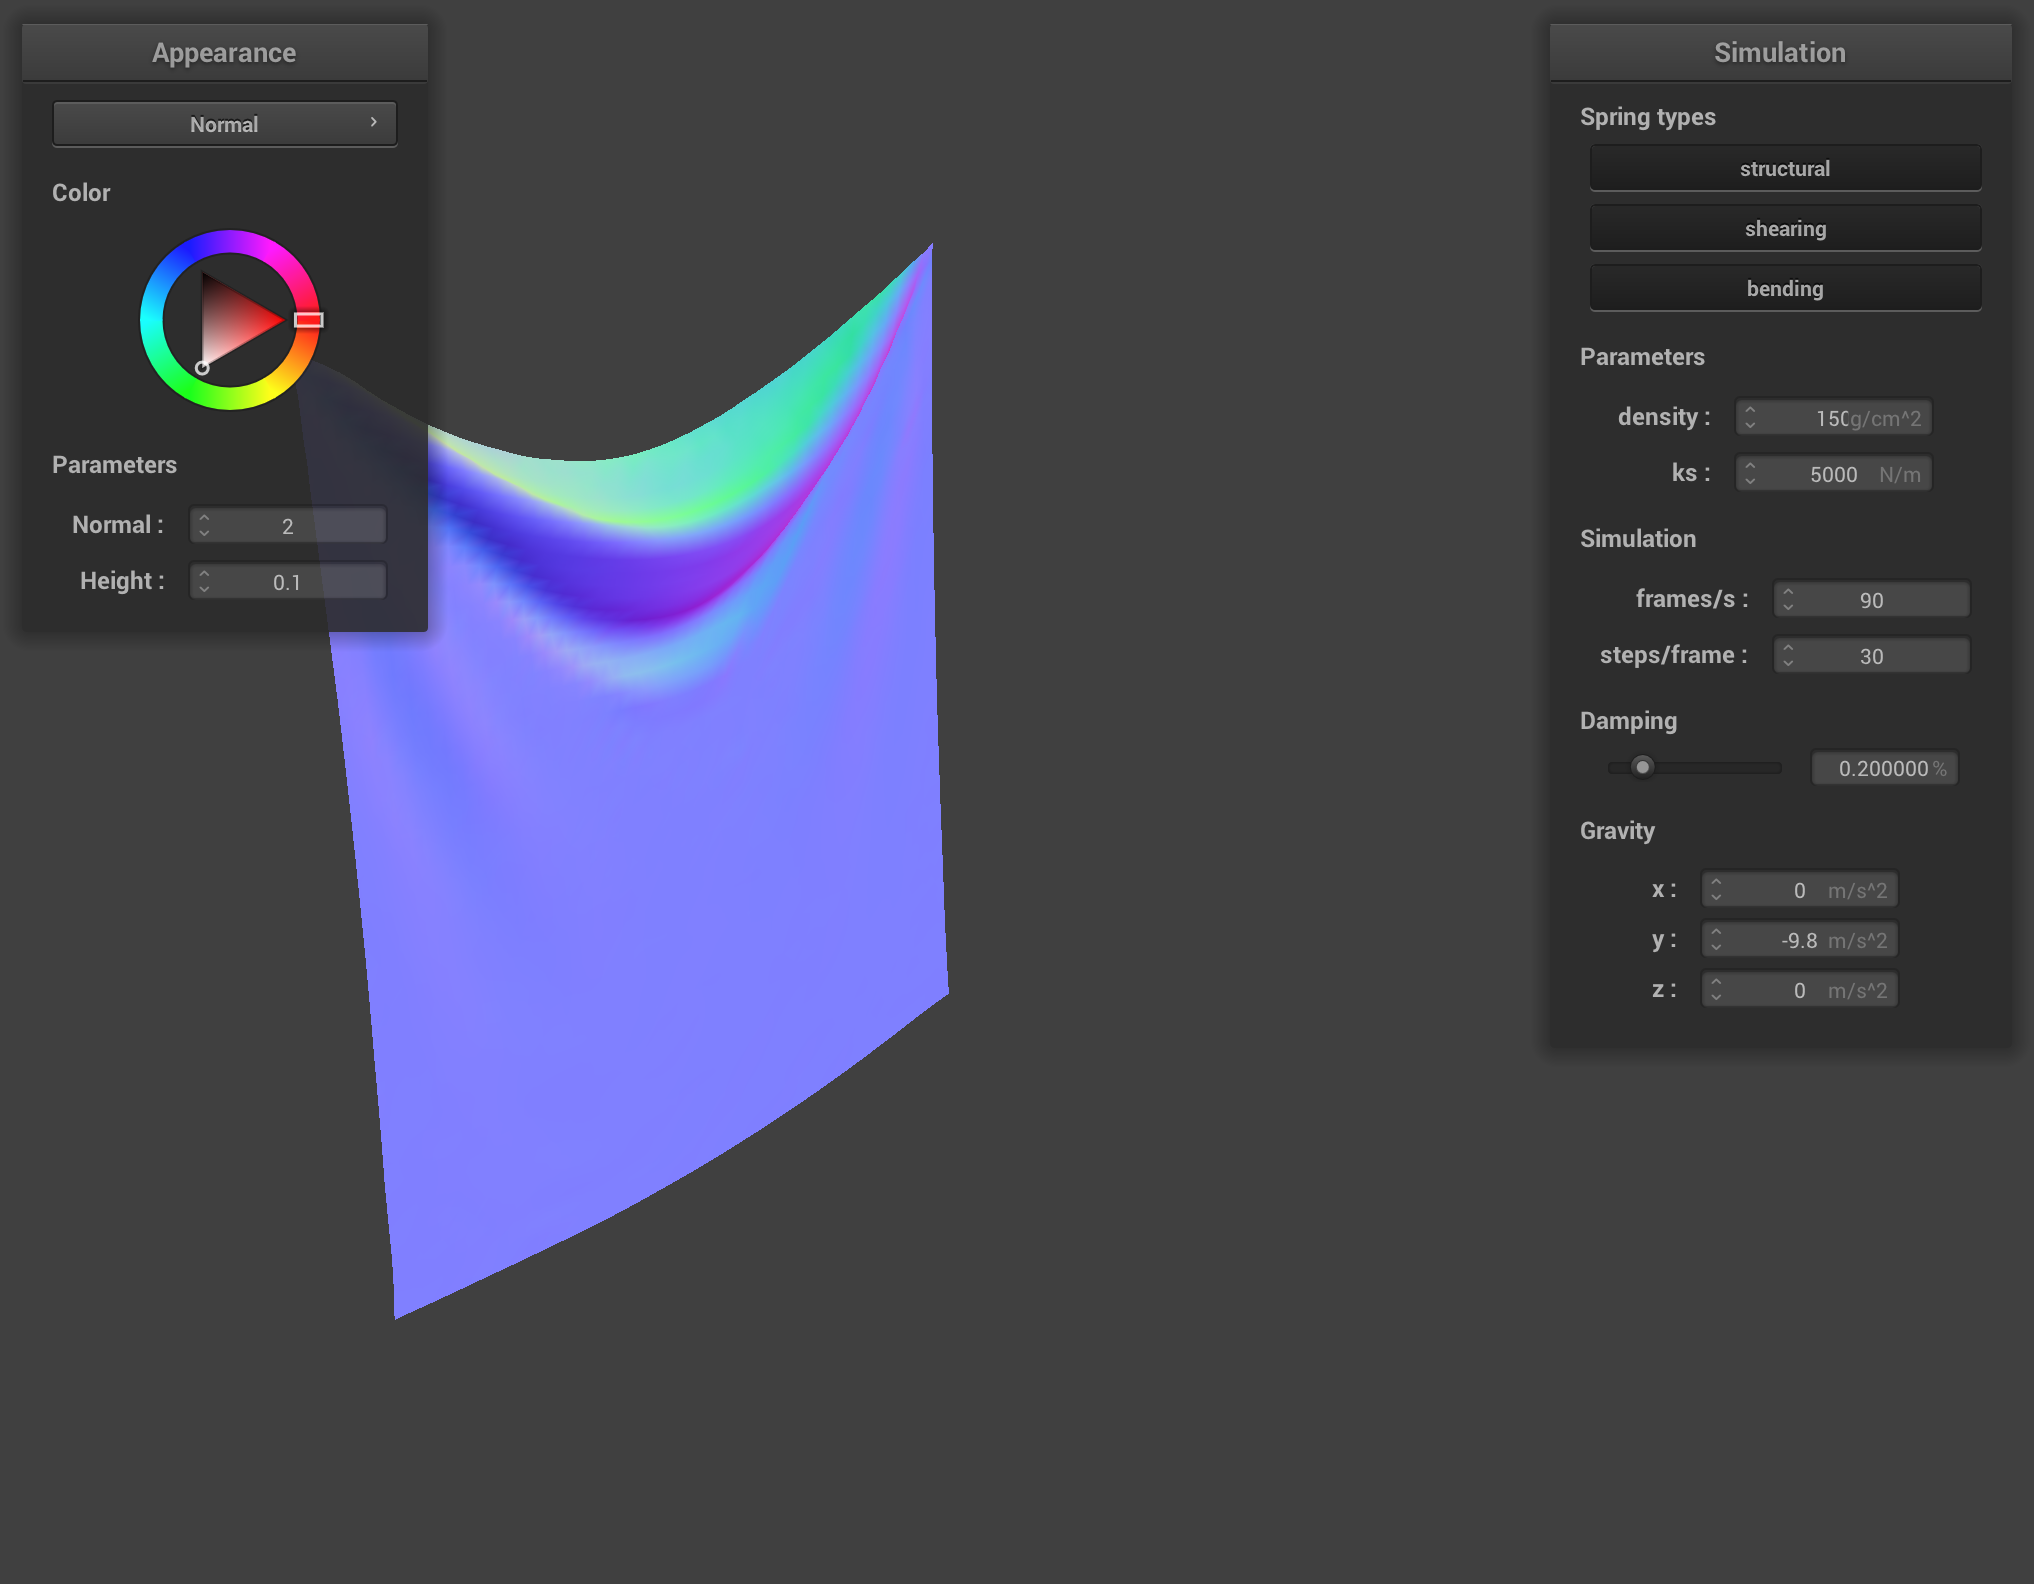 Appearance
Normal
Color
Parameters
Normal : 2
Height : 0.1
Simulation
Spring types
structural
shearing
bending
Parameters
density : g/cm^2
ks : 5000 N/m
Simulation
frames/s : 90
steps/frame : 30
Damping
0.200000 %
Gravity
x : 0 m/s^2
y : -9.8 m/s^2
z : 0 m/s^2